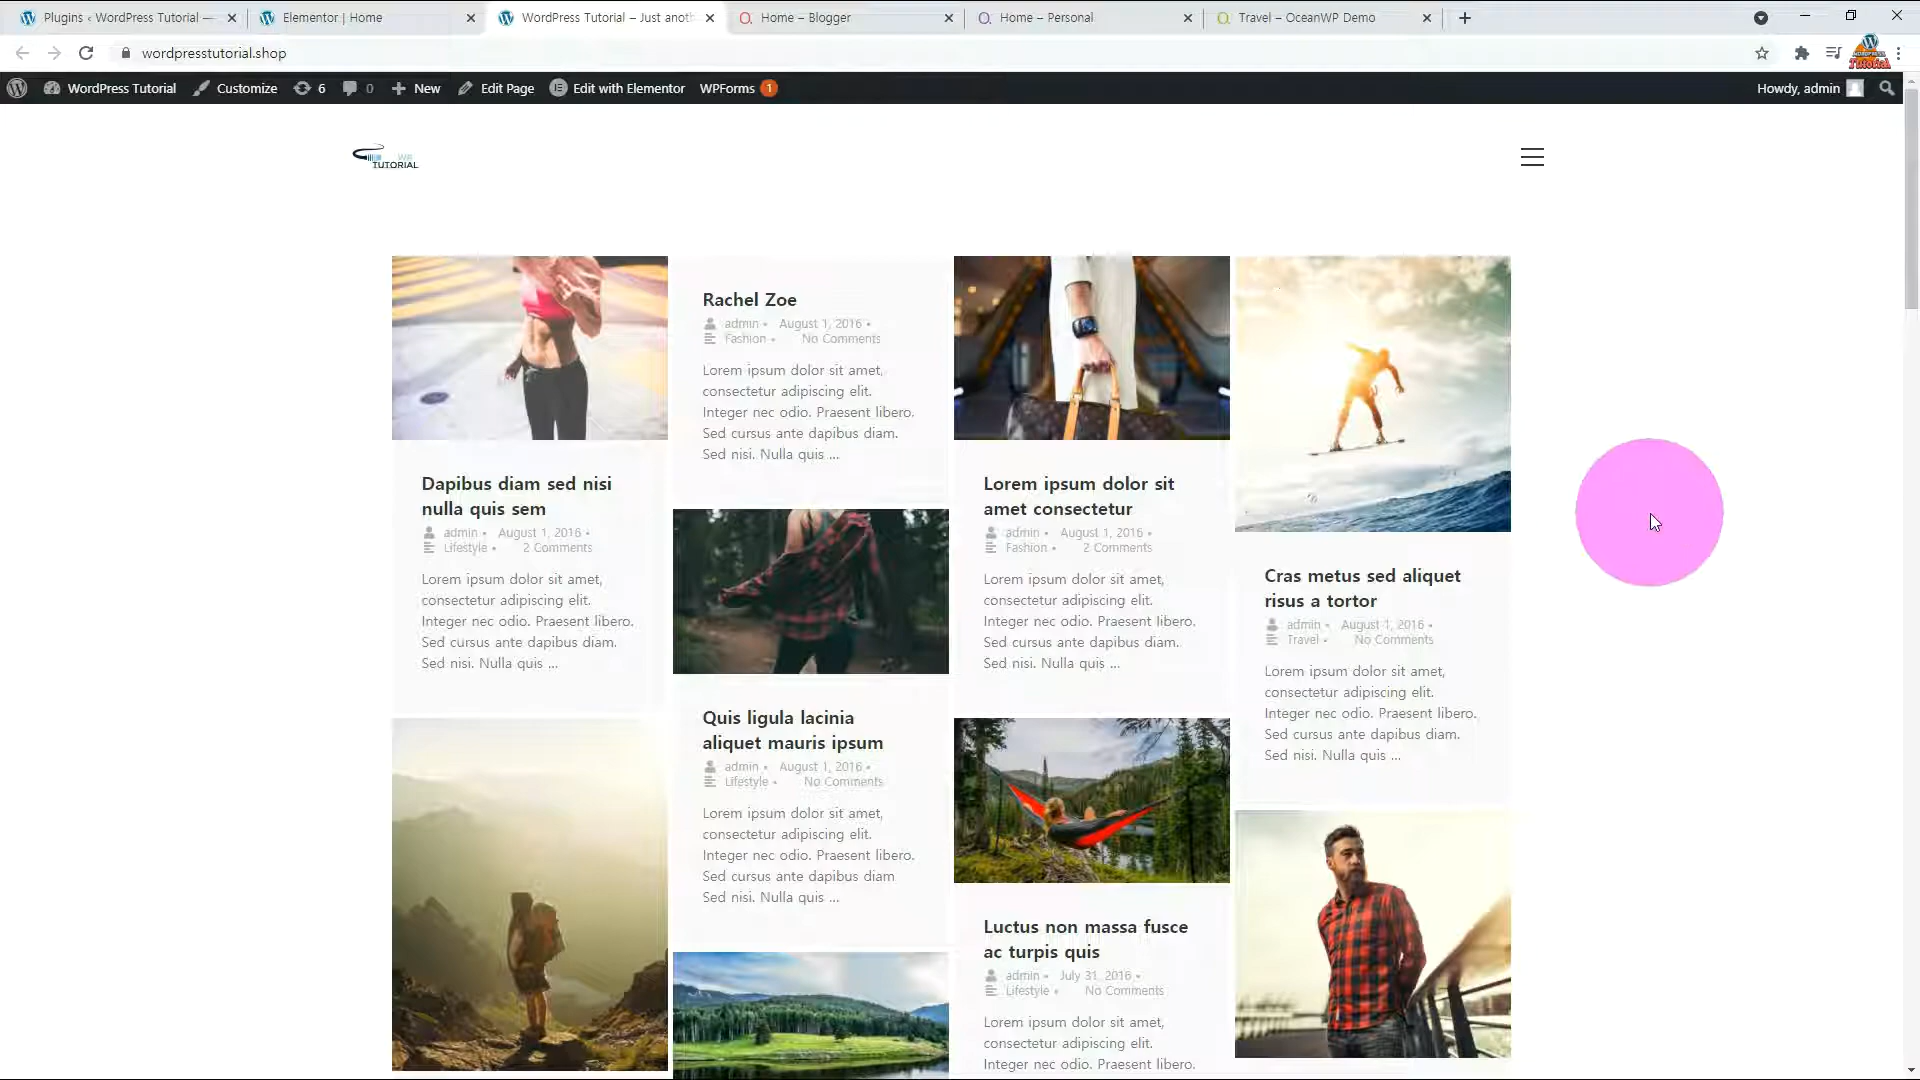 Plugins ‹ WordPress Tutorial —
Elementor | Home
WordPress Tutorial – Just anoth
Home – Blogger
Home – Personal
Travel – OceanWP Demo
wordpresstutorial.shop
WordPress Tutorial
Customize
6
0
New
Edit Page
Edit with Elementor
WPForms 1
Howdy, admin
WP
TUTORIAL
Dapibus diam sed nisi
nulla quis sem
admin • August 1, 2016 •
Lifestyle • 2 Comments
Lorem ipsum dolor sit amet,
consectetur adipiscing elit.
Integer nec odio. Praesent libero.
Sed cursus ante dapibus diam.
Sed nisi. Nulla quis ...
Rachel Zoe
admin • August 1, 2016 •
Fashion • No Comments
Lorem ipsum dolor sit amet,
consectetur adipiscing elit.
Integer nec odio. Praesent libero.
Sed cursus ante dapibus diam.
Sed nisi. Nulla quis ...
Quis ligula lacinia
aliquet mauris ipsum
admin • August 1, 2016 •
Lifestyle • No Comments
Lorem ipsum dolor sit amet,
consectetur adipiscing elit.
Integer nec odio. Praesent libero.
Sed cursus ante dapibus diam
Sed nisi. Nulla quis ...
Lorem ipsum dolor sit
amet consectetur
admin • August 1, 2016 •
Fashion • 2 Comments
Lorem ipsum dolor sit amet,
consectetur adipiscing elit.
Integer nec odio. Praesent libero.
Sed cursus ante dapibus diam.
Sed nisi. Nulla quis ...
Luctus non massa fusce
ac turpis quis
admin • July 31, 2016 •
Lifestyle • No Comments
Lorem ipsum dolor sit amet,
consectetur adipiscing elit.
Integer nec odio. Praesent libero.
Cras metus sed aliquet
risus a tortor
admin • August 1, 2016 •
Travel • No Comments
Lorem ipsum dolor sit amet,
consectetur adipiscing elit.
Integer nec odio. Praesent libero.
Sed cursus ante dapibus diam.
Sed nisi. Nulla quis ...